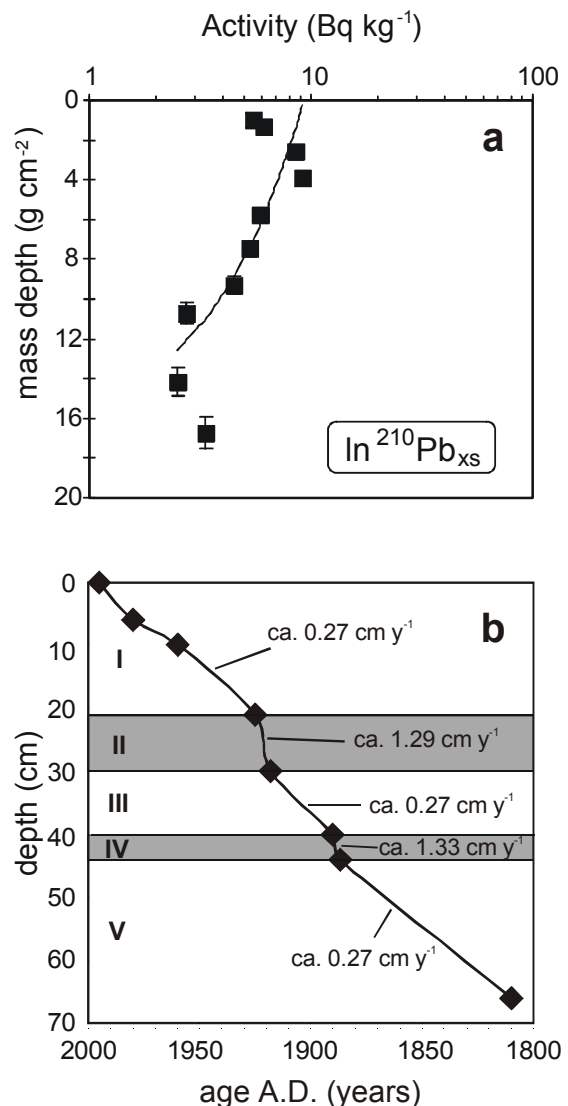 Activity (Bq kg⁻¹)
1 10 100
a
mass depth (g cm⁻²)
0
4
8
12
16
20
ln ²¹⁰Pbxs
b
depth (cm)
0
10
20
30
40
50
60
70
I
II
III
IV
V
ca. 0.27 cm y⁻¹
ca. 1.29 cm y⁻¹
ca. 0.27 cm y⁻¹
ca. 1.33 cm y⁻¹
ca. 0.27 cm y⁻¹
2000 1950 1900 1850 1800
age A.D. (years)